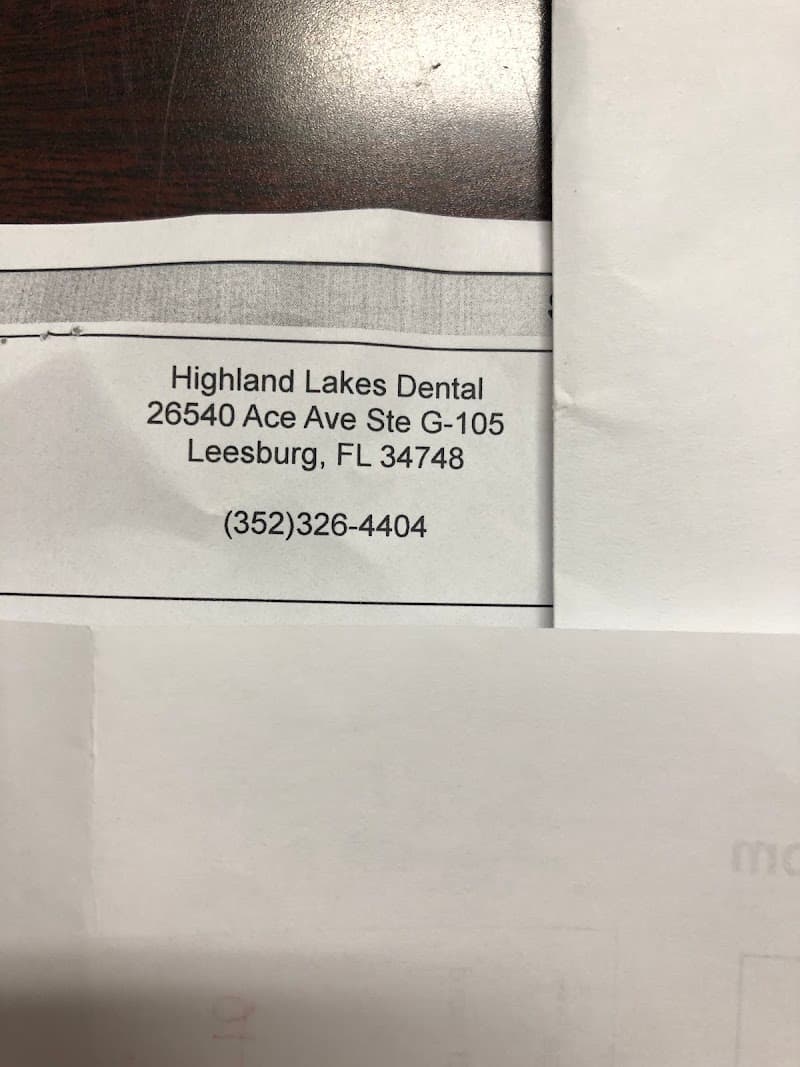 Highland Lakes Dental
26540 Ace Ave Ste G-105
Leesburg, FL 34748
(352)326-4404